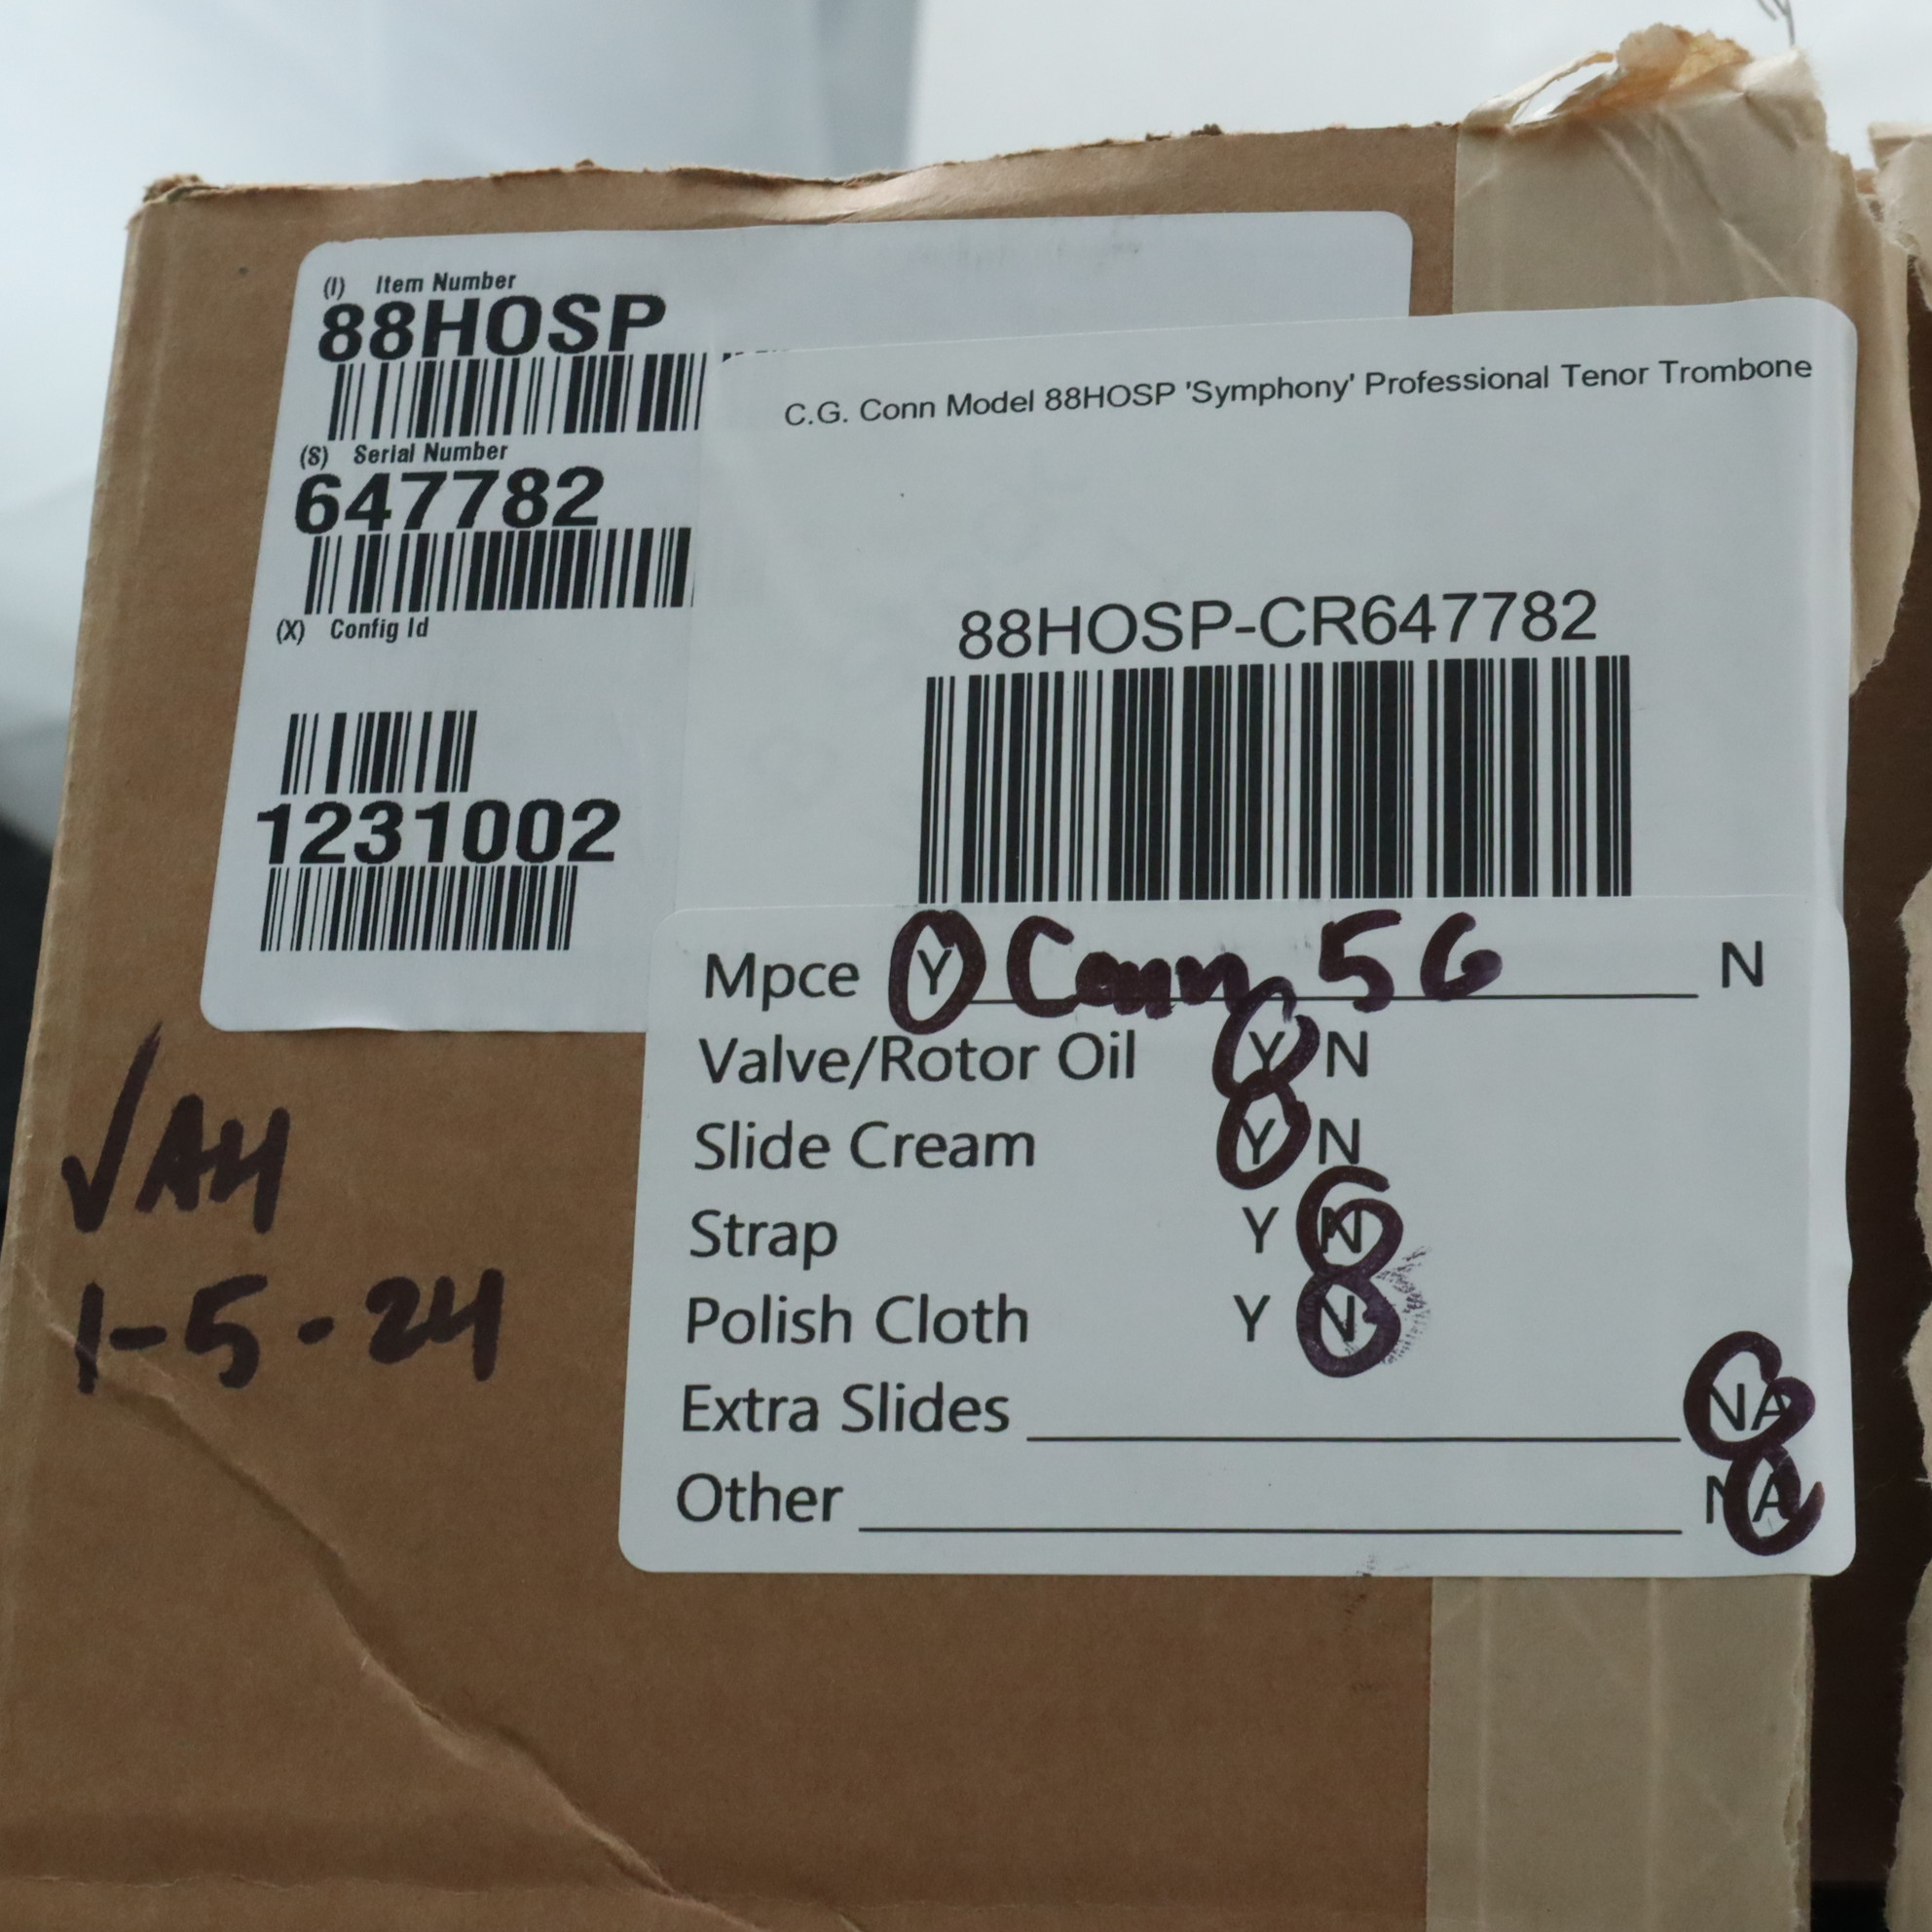 (I) Item Number
88HOSP
(S) Serial Number
647782
(X) Config Id
1231002
C.G. Conn Model 88HOSP 'Symphony' Professional Tenor Trombone
88HOSP-CR647782
Mpce Y Conn 5G N
Valve/Rotor Oil Y N
Slide Cream Y N
Strap Y N
Polish Cloth Y N
Extra Slides NA
Other NA
√AH
1-5-24